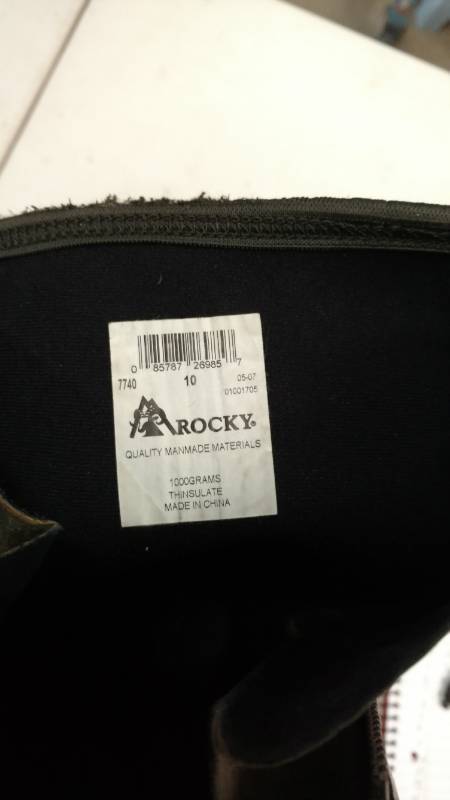 0 85787 26985 7
7740 10 05-07
01001705
ROCKY®
QUALITY MANMADE MATERIALS
1000GRAMS
THINSULATE
MADE IN CHINA